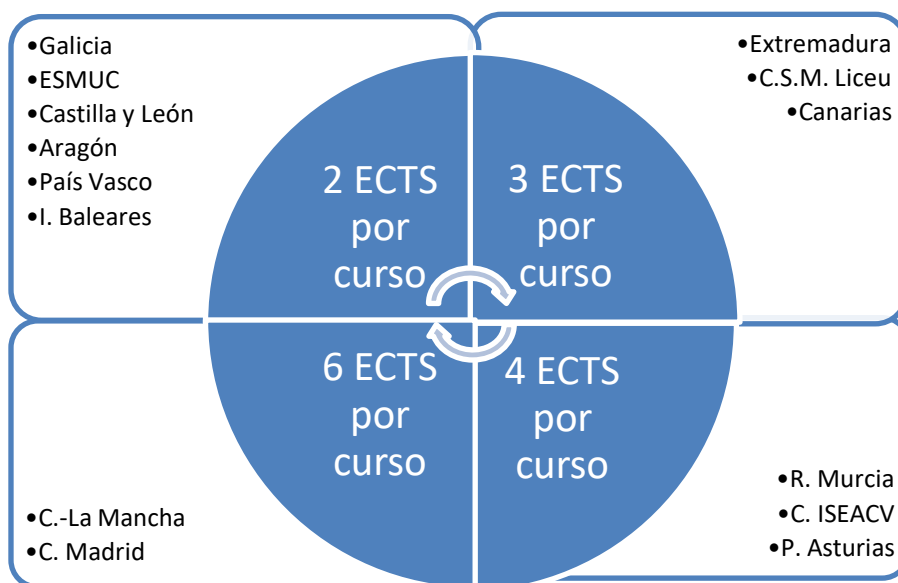 •Galicia
•ESMUC
•Castilla y León
•Aragón
•País Vasco
•I. Baleares
2 ECTS
por
curso
•Extremadura
•C.S.M. Liceu
•Canarias
3 ECTS
por
curso
6 ECTS
por
curso
•C.-La Mancha
•C. Madrid
4 ECTS
por
curso
•R. Murcia
•C. ISEACV
•P. Asturias